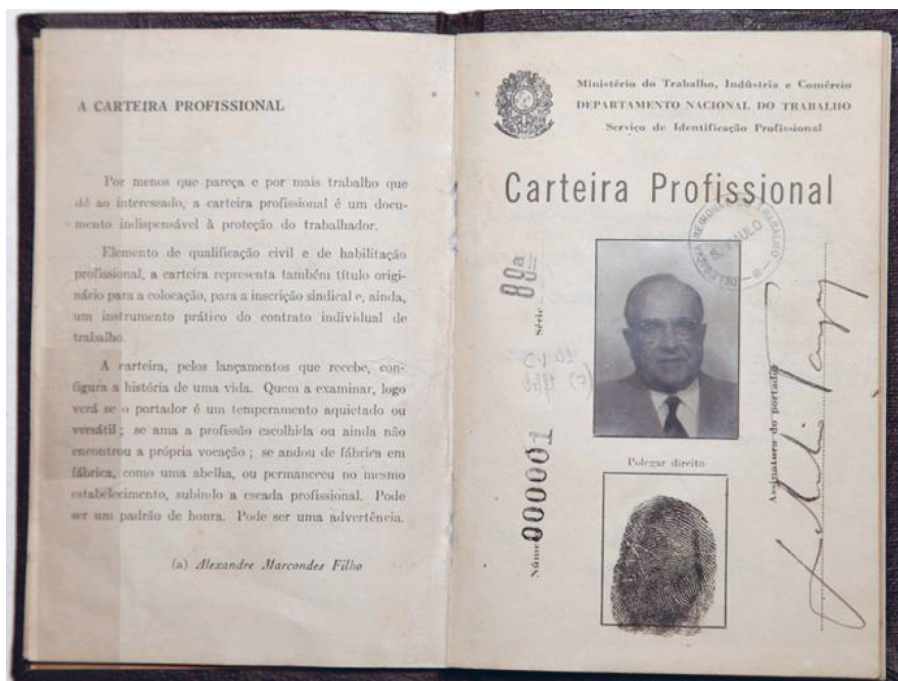 A CARTEIRA PROFISSIONAL
Por menos que pareça e por mais trabalho que
dê ao interessado, a carteira profissional é um docu-
mento indispensável à proteção do trabalhador.
Elemento de qualificação civil e de habilitação
profissional, a carteira representa também título origi-
nário para a colocação, para a inscrição sindical e, ainda,
um instrumento prático do contrato individual de
trabalho.
A carteira, pelos lançamentos que recebe, con-
figura a história de uma vida. Quem a examinar, logo
verá se o portador é um temperamento aquietado ou
versátil; se ama a profissão escolhida ou ainda não
encontrou a própria vocação; se andou de fábrica em
fábrica, como uma abelha, ou permaneceu no mesmo
estabelecimento, subindo a escada profissional. Pode
ser um padrão de honra. Pode ser uma advertência.
(a) Alexandre Marcondes Filho
Ministério do Trabalho, Indústria e Comércio
DEPARTAMENTO NACIONAL DO TRABALHO
Serviço de Identificação Profissional
Carteira Profissional
DELEGACIA REGIONAL DO TRABALHO
S. PAULO
Série 88a
Número 000001
Polegar direito
Assinatura do portador